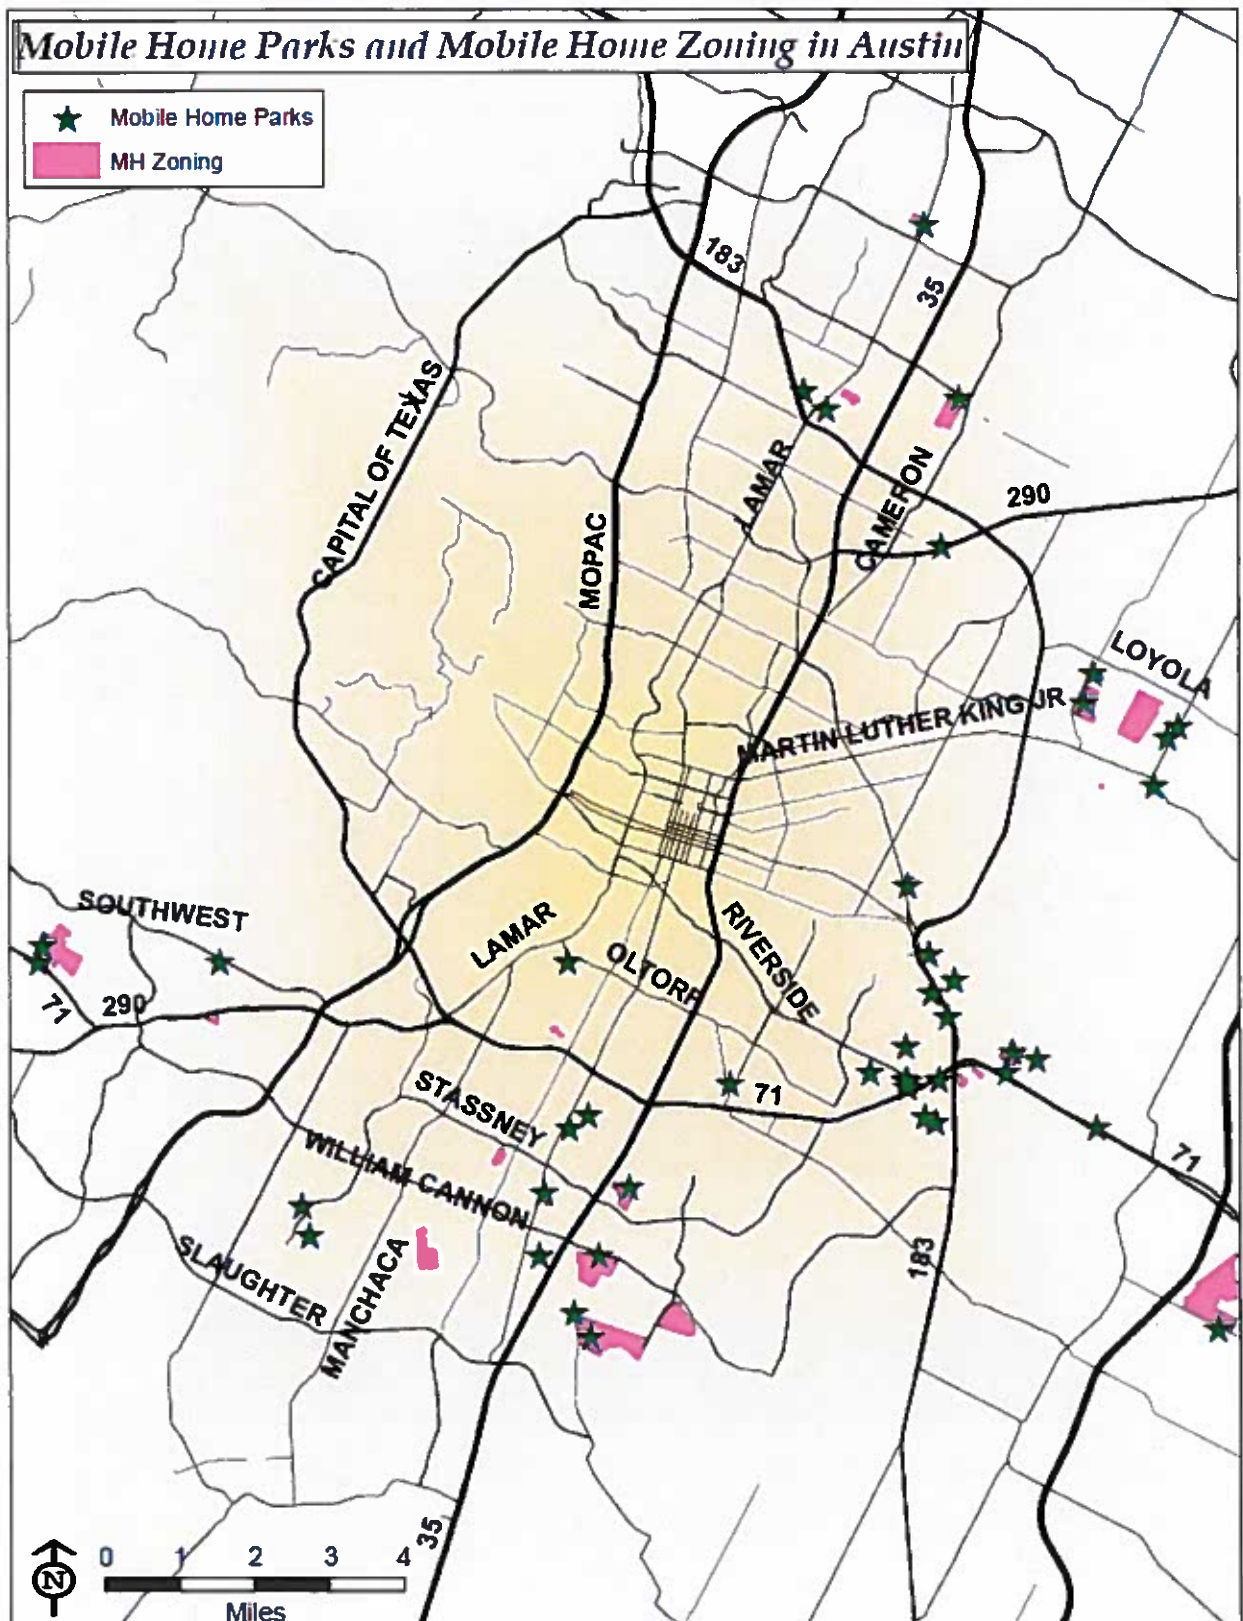 Mobile Home Parks and Mobile Home Zoning in Austin
Mobile Home Parks
MH Zoning
183
35
CAPITAL OF TEXAS
LAMAR
CAMERON
290
MOPAC
LOYOLA
MARTIN LUTHER KING JR
SOUTHWEST
LAMAR
RIVERSIDE
OLTORF
71
290
STASSNEY
71
WILLIAM CANNON
71
SLAUGHTER
MANCHACA
183
35
N
0 1 2 3 4
Miles